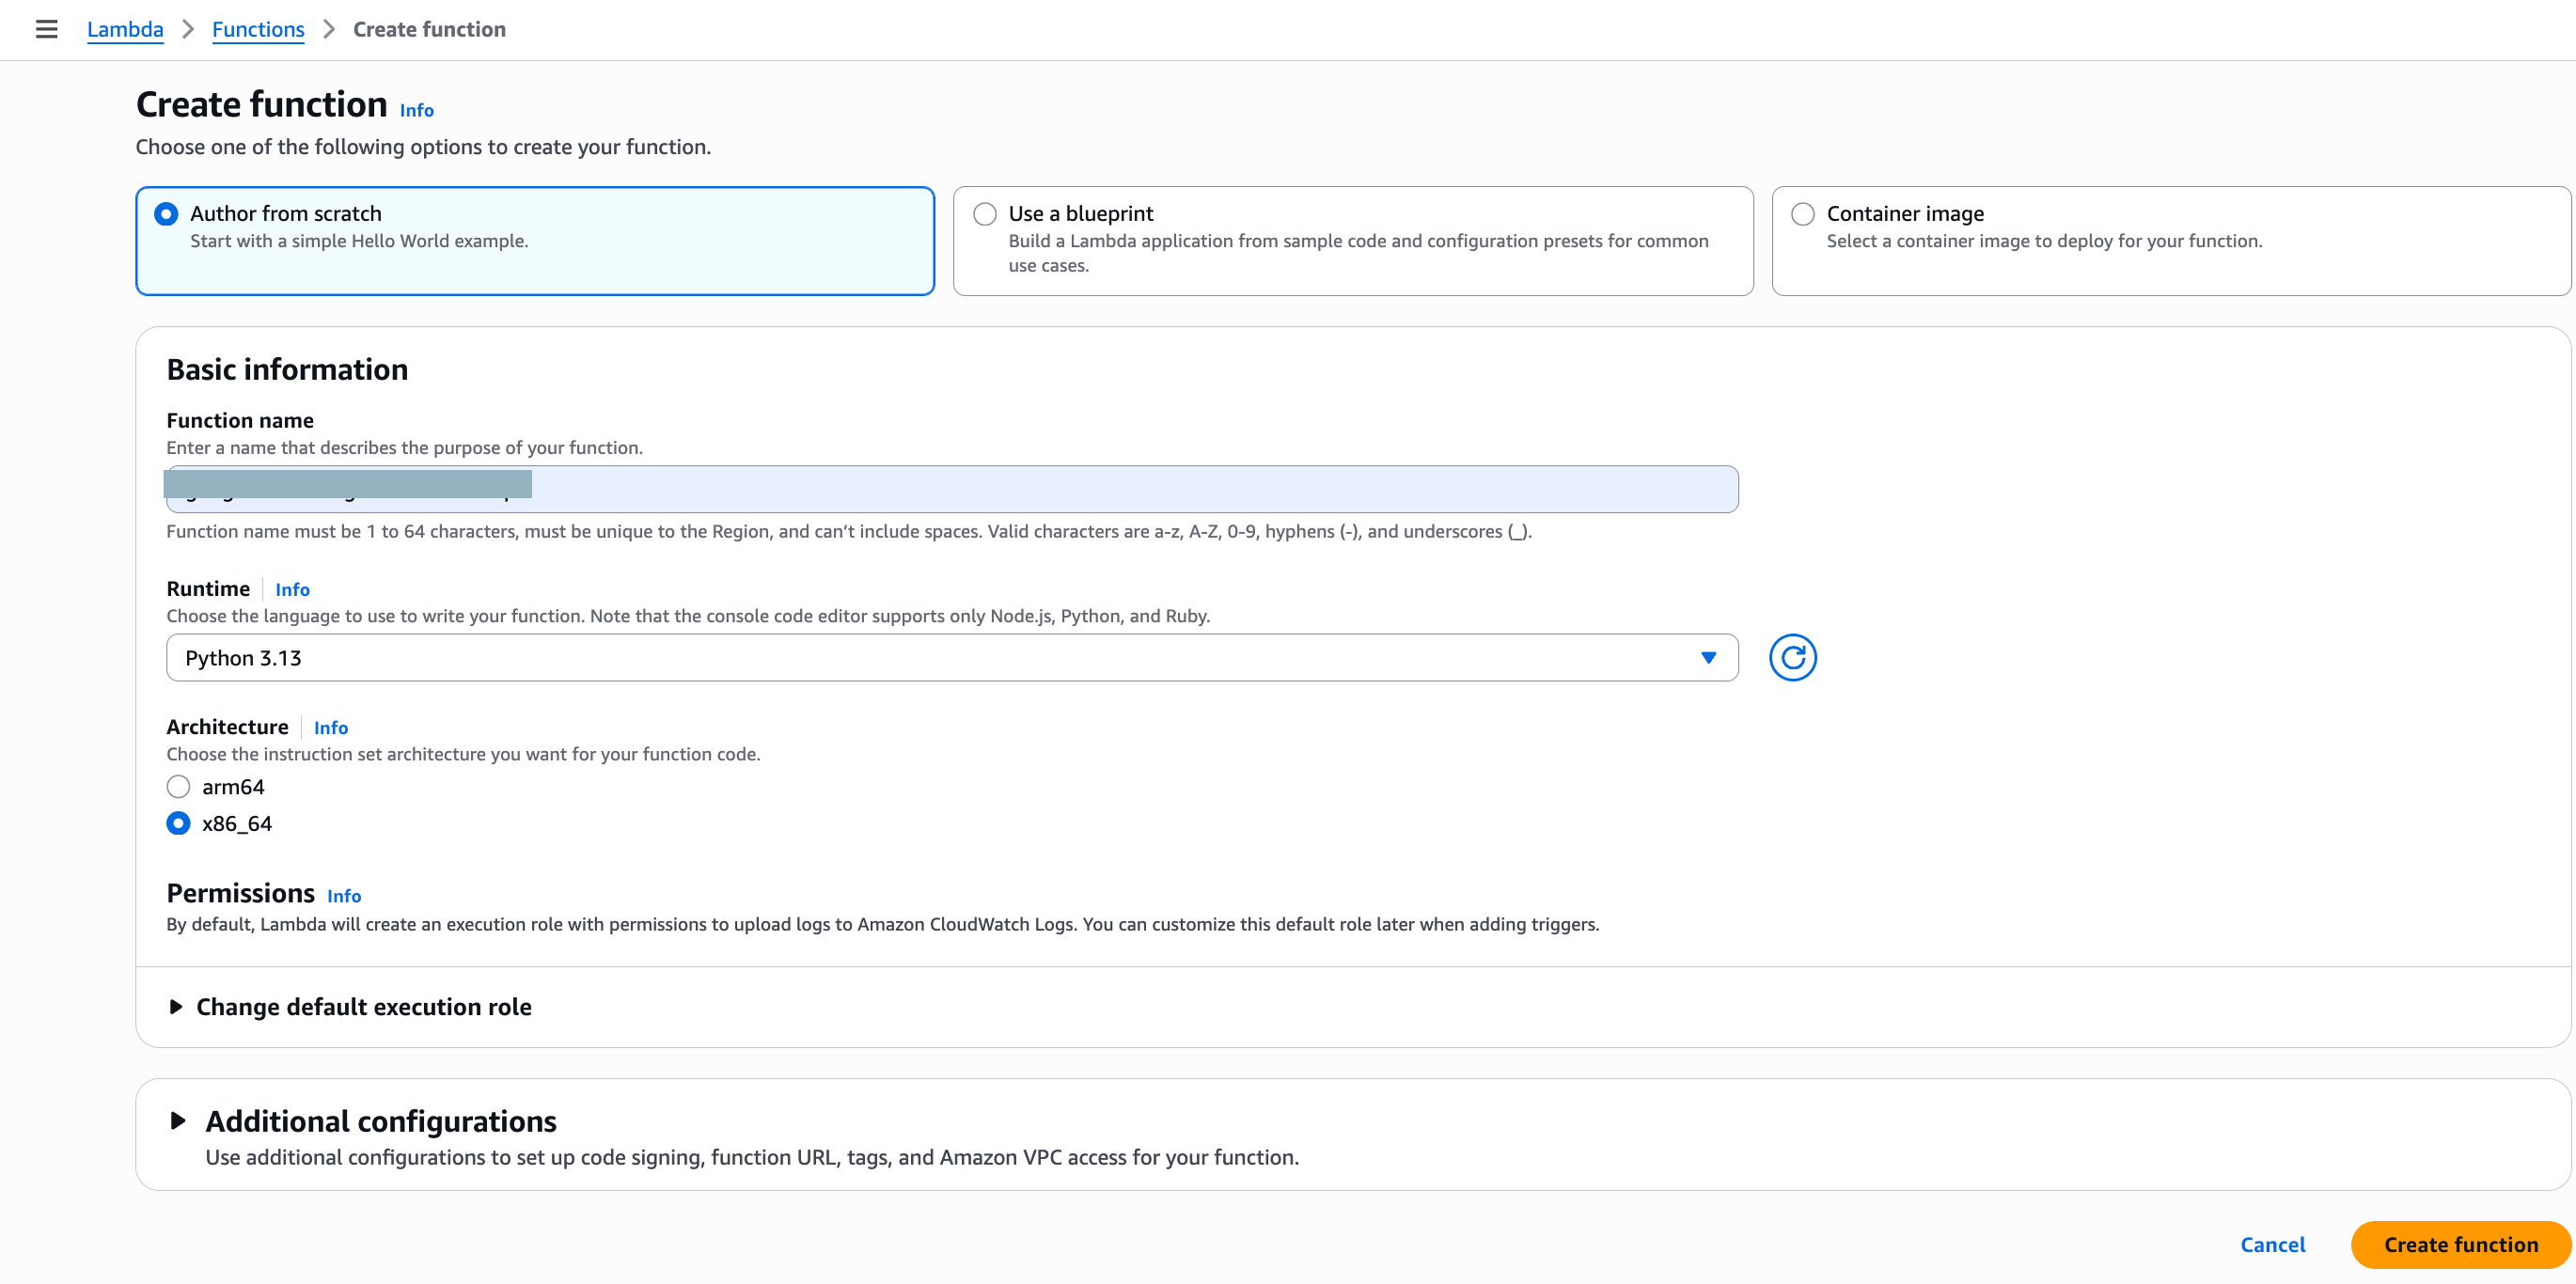 Lambda > Functions > Create function
Create function Info
Choose one of the following options to create your function.
Author from scratch
Start with a simple Hello World example.
Use a blueprint
Build a Lambda application from sample code and configuration presets for common
use cases.
Container image
Select a container image to deploy for your function.
Basic information
Function name
Enter a name that describes the purpose of your function.
Function name must be 1 to 64 characters, must be unique to the Region, and can’t include spaces. Valid characters are a-z, A-Z, 0-9, hyphens (-), and underscores (_).
Runtime Info
Choose the language to use to write your function. Note that the console code editor supports only Node.js, Python, and Ruby.
Python 3.13
Architecture Info
Choose the instruction set architecture you want for your function code.
arm64
x86_64
Permissions Info
By default, Lambda will create an execution role with permissions to upload logs to Amazon CloudWatch Logs. You can customize this default role later when adding triggers.
Change default execution role
Additional configurations
Use additional configurations to set up code signing, function URL, tags, and Amazon VPC access for your function.
Cancel
Create function